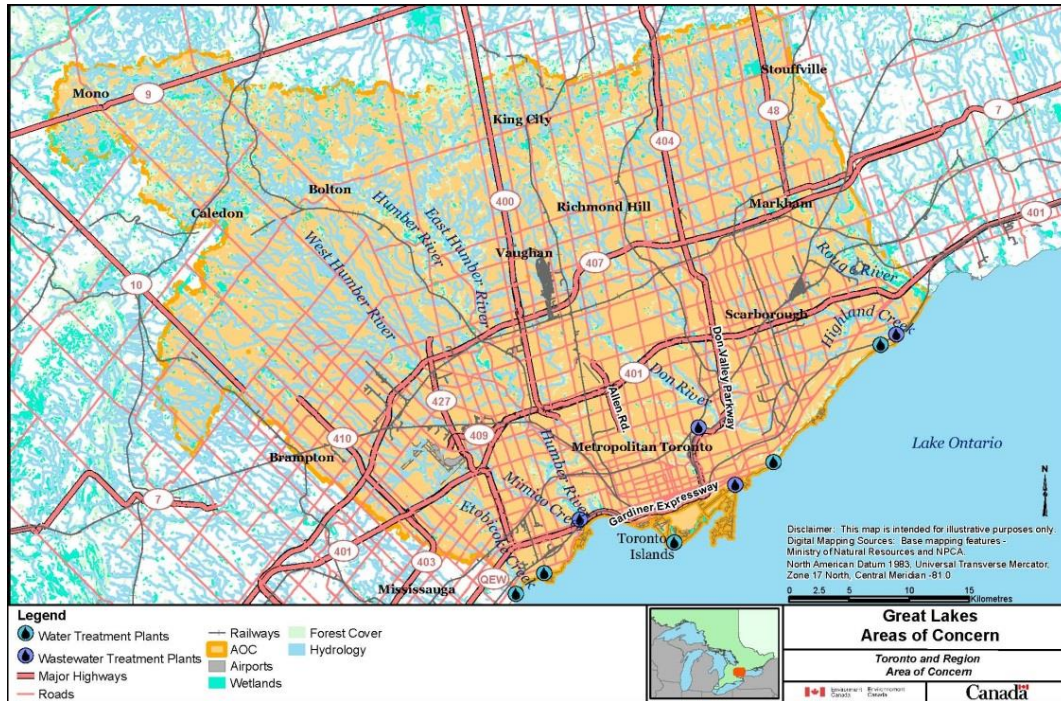 Mono
9
King City
Stouffville
48
7
404
Bolton
Caledon
400
Richmond Hill
Markham
401
Humber River
East Humber River
West Humber River
Vaughan
407
Rouge River
10
Scarborough
Highland Creek
Don Valley Parkway
401
Don River
Allen Rd.
427
409
410
Metropolitan Toronto
Lake Ontario
Brampton
Humber River
Mimico Creek
Gardiner Expressway
7
Etobicoke Creek
Toronto
Islands
401
403
QEW
Mississauga
N
Disclaimer: This map is intended for illustrative purposes only.
Digital Mapping Sources: Base mapping features -
Ministry of Natural Resources and NPCA.
North American Datum 1983, Universal Transverse Mercator,
Zone 17 North, Central Meridian -81.0
0 2.5 5 10 15
Kilometres
Legend
Water Treatment Plants
Wastewater Treatment Plants
Major Highways
Roads
Railways
AOC
Airports
Wetlands
Forest Cover
Hydrology
Great Lakes
Areas of Concern
Toronto and Region
Area of Concern
Environment Canada
Environnement Canada
Canada